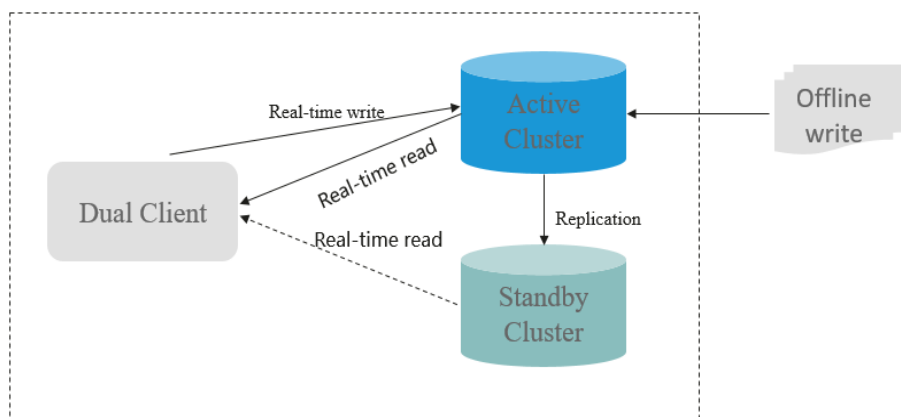 Real-time write
Active
Cluster
Offline
write
Real-time read
Dual Client
Replication
Real-time read
Standby
Cluster